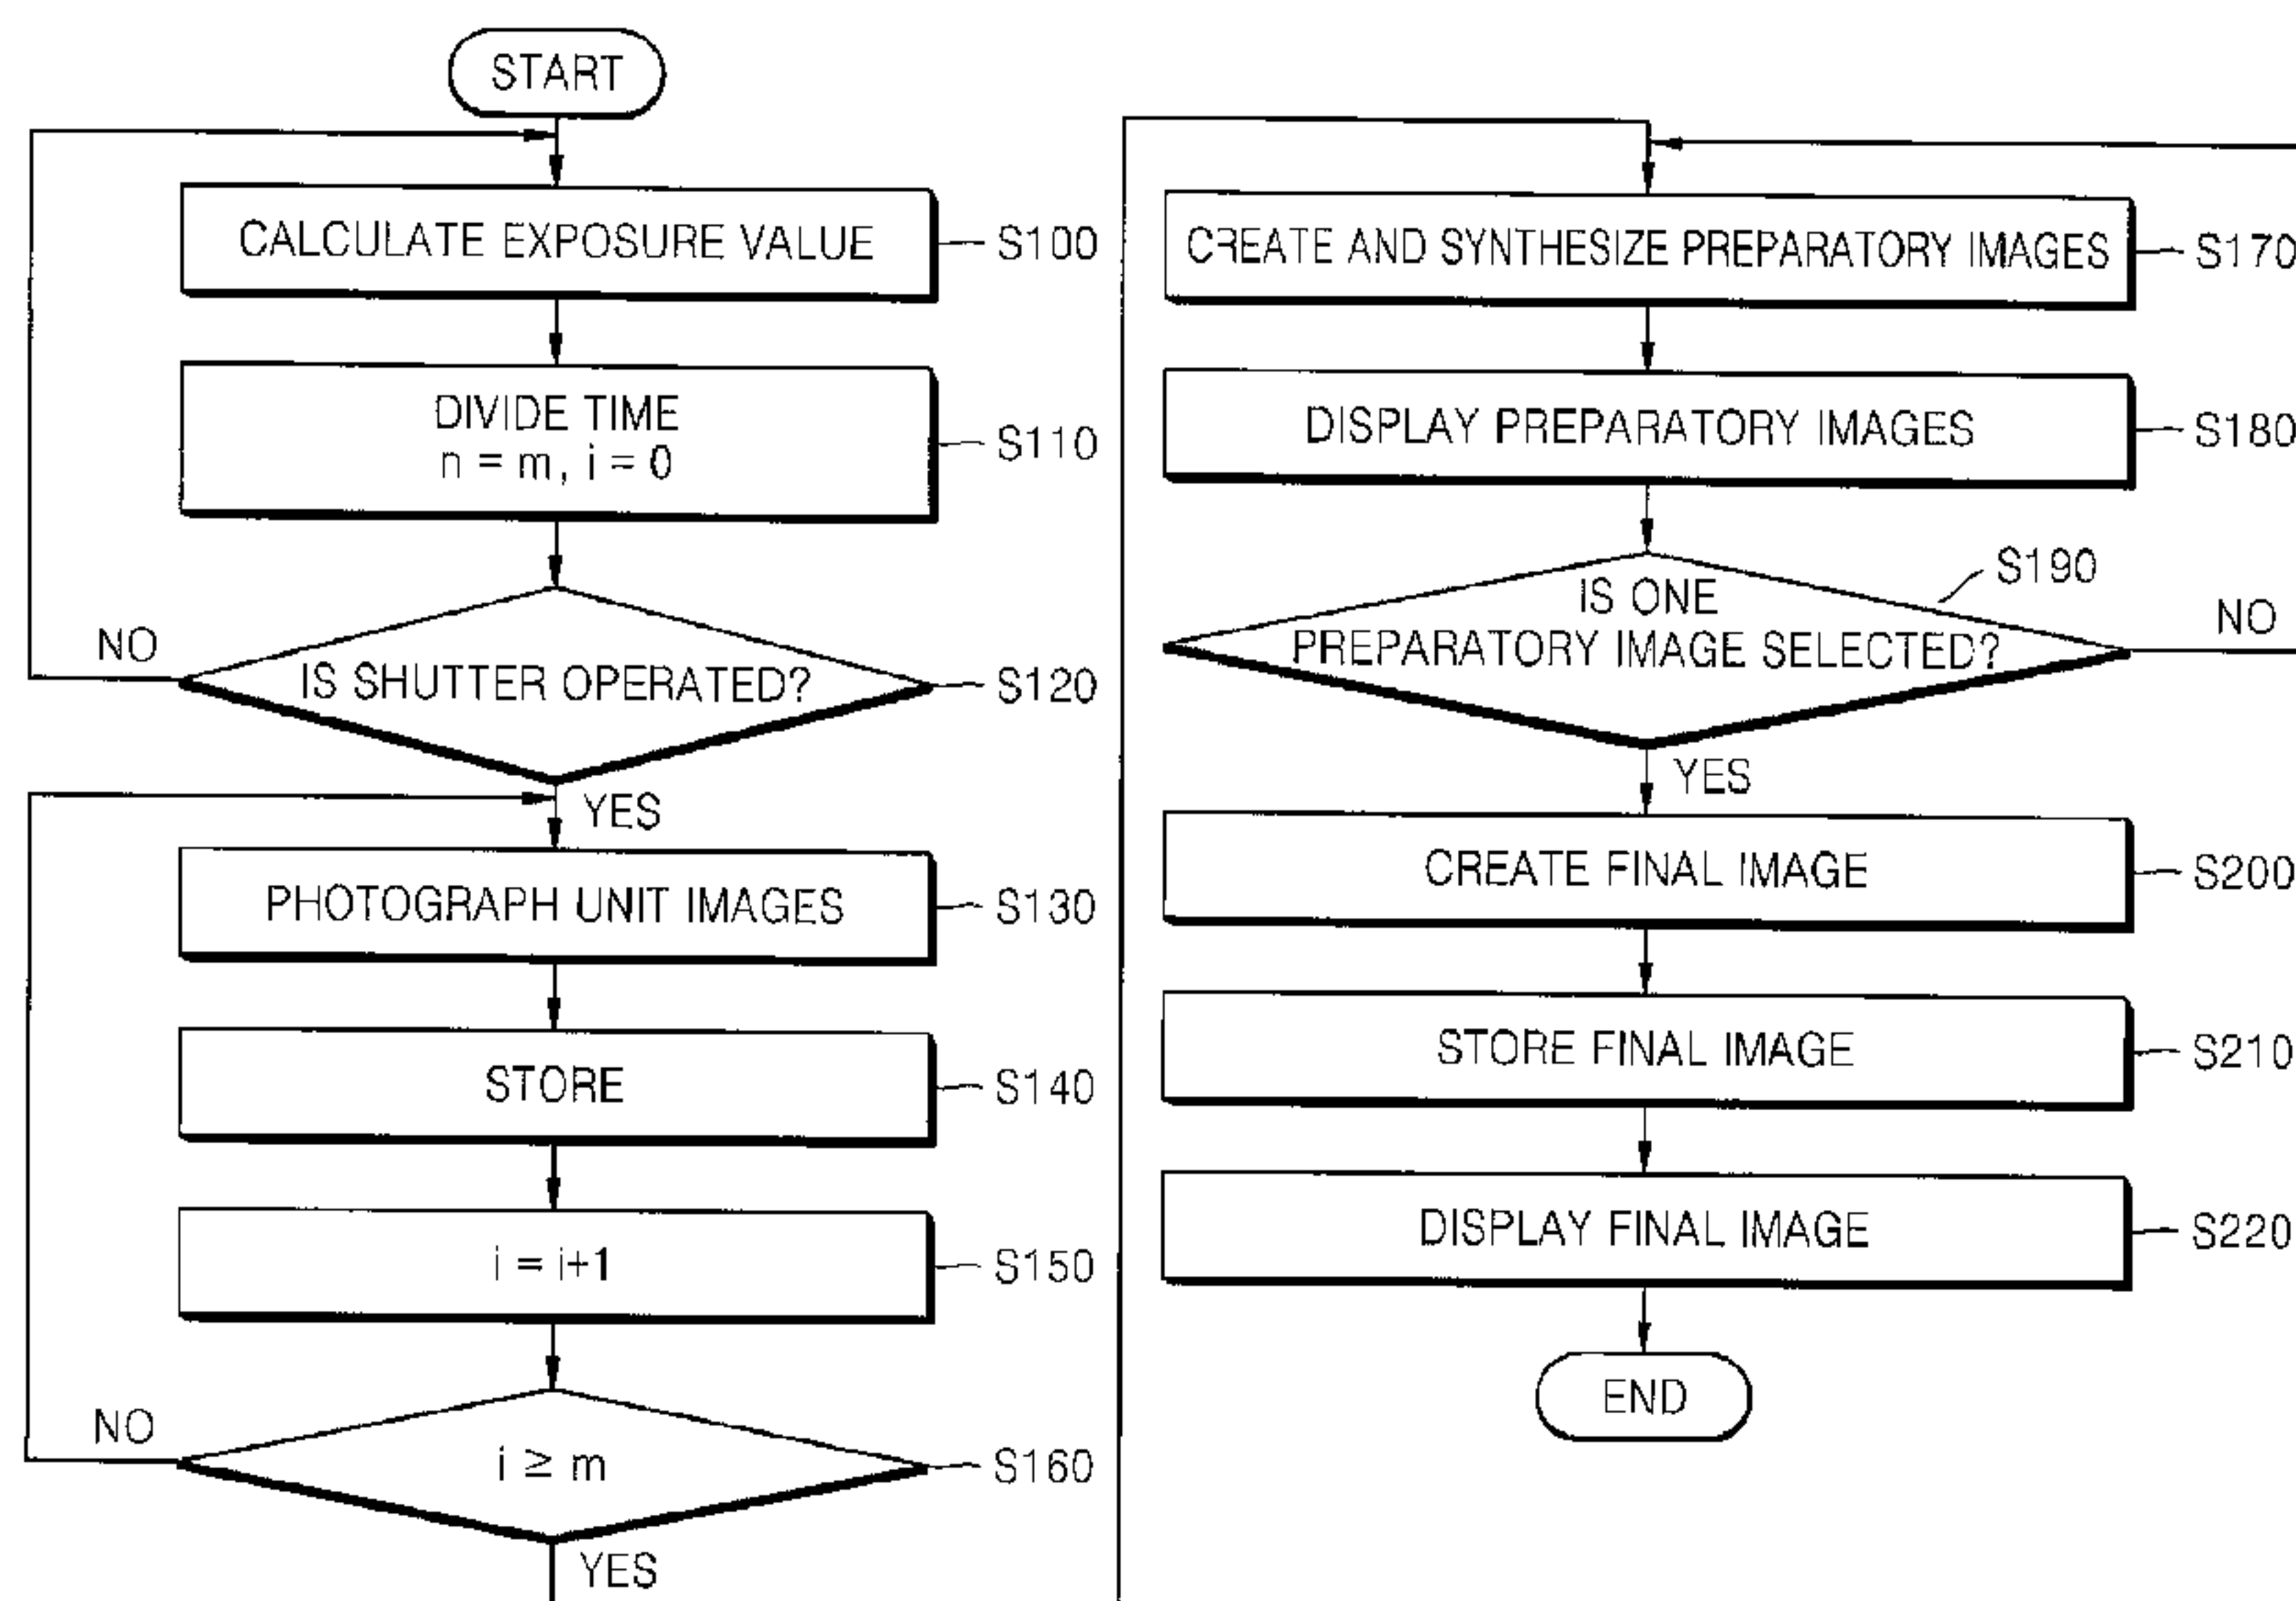 START
CALCULATE EXPOSURE VALUE
S100
DIVIDE TIME
n = m, i = 0
S110
NO
IS SHUTTER OPERATED?
S120
YES
PHOTOGRAPH UNIT IMAGES
S130
STORE
S140
i = i+1
S150
NO
i ≥ m
S160
YES
CREATE AND SYNTHESIZE PREPARATORY IMAGES
S170
DISPLAY PREPARATORY IMAGES
S180
S190
IS ONE
PREPARATORY IMAGE SELECTED?
NO
YES
CREATE FINAL IMAGE
S200
STORE FINAL IMAGE
S210
DISPLAY FINAL IMAGE
S220
END